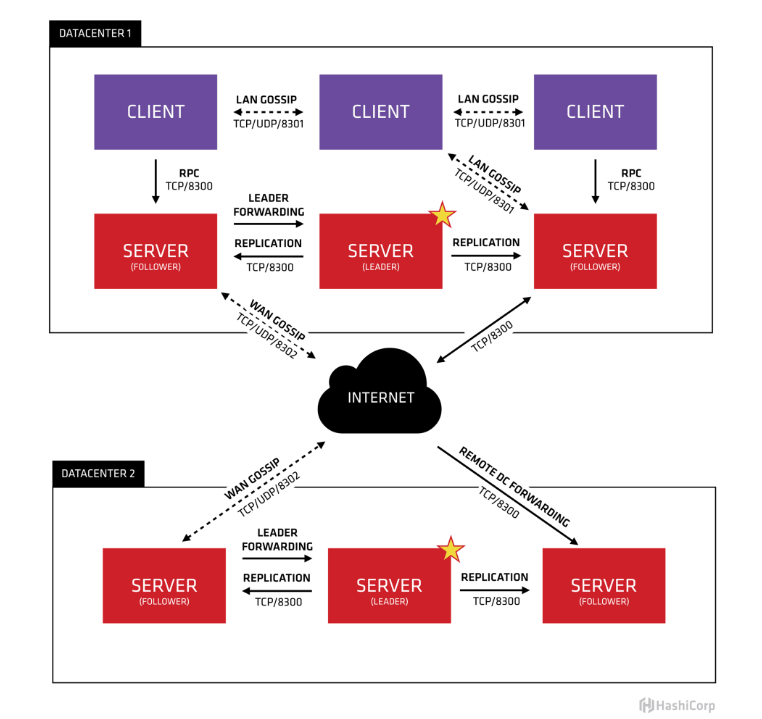 DATACENTER 1
CLIENT
LAN GOSSIP
TCP/UDP/8301
CLIENT
LAN GOSSIP
TCP/UDP/8301
CLIENT
RPC
TCP/8300
LAN GOSSIP
TCP/UDP/8301
RPC
TCP/8300
SERVER
(FOLLOWER)
LEADER
FORWARDING
REPLICATION
TCP/8300
SERVER
(LEADER)
REPLICATION
TCP/8300
SERVER
(FOLLOWER)
WAN GOSSIP
TCP/UDP/8302
TCP/8300
INTERNET
DATACENTER 2
WAN GOSSIP
TCP/UDP/8302
REMOTE DC FORWARDING
TCP/8300
SERVER
(FOLLOWER)
LEADER
FORWARDING
REPLICATION
TCP/8300
SERVER
(LEADER)
REPLICATION
TCP/8300
SERVER
(FOLLOWER)
HashiCorp